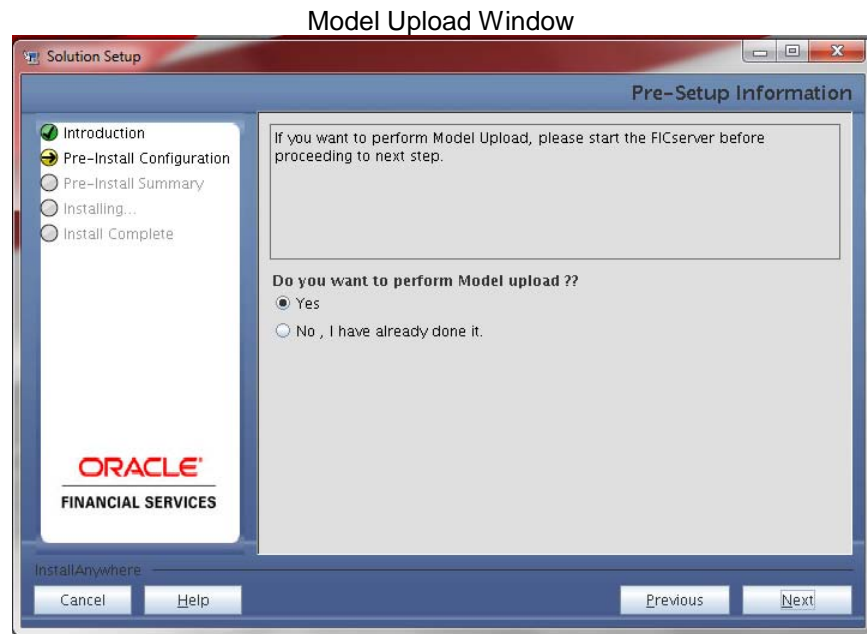 Model Upload Window
Solution Setup
Pre-Setup Information
Introduction
Pre-Install Configuration
Pre-Install Summary
Installing...
Install Complete
If you want to perform Model Upload, please start the FICserver before
proceeding to next step.
Do you want to perform Model upload ??
Yes
No , I have already done it.
ORACLE
FINANCIAL SERVICES
InstallAnywhere
Cancel
Help
Previous
Next